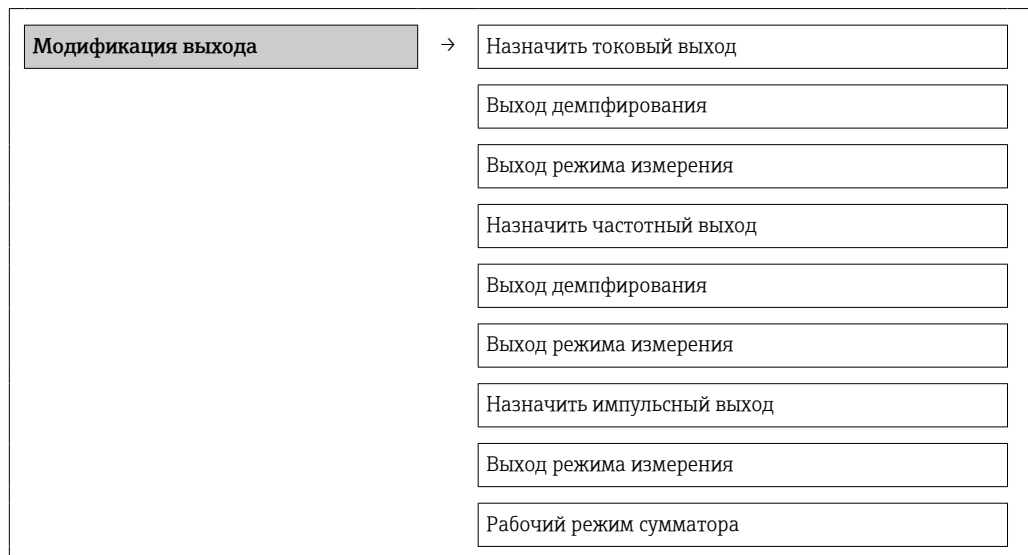 Модификация выхода → Назначить токовый выход
Выход демпфирования
Выход режима измерения
Назначить частотный выход
Выход демпфирования
Выход режима измерения
Назначить импульсный выход
Выход режима измерения
Рабочий режим сумматора